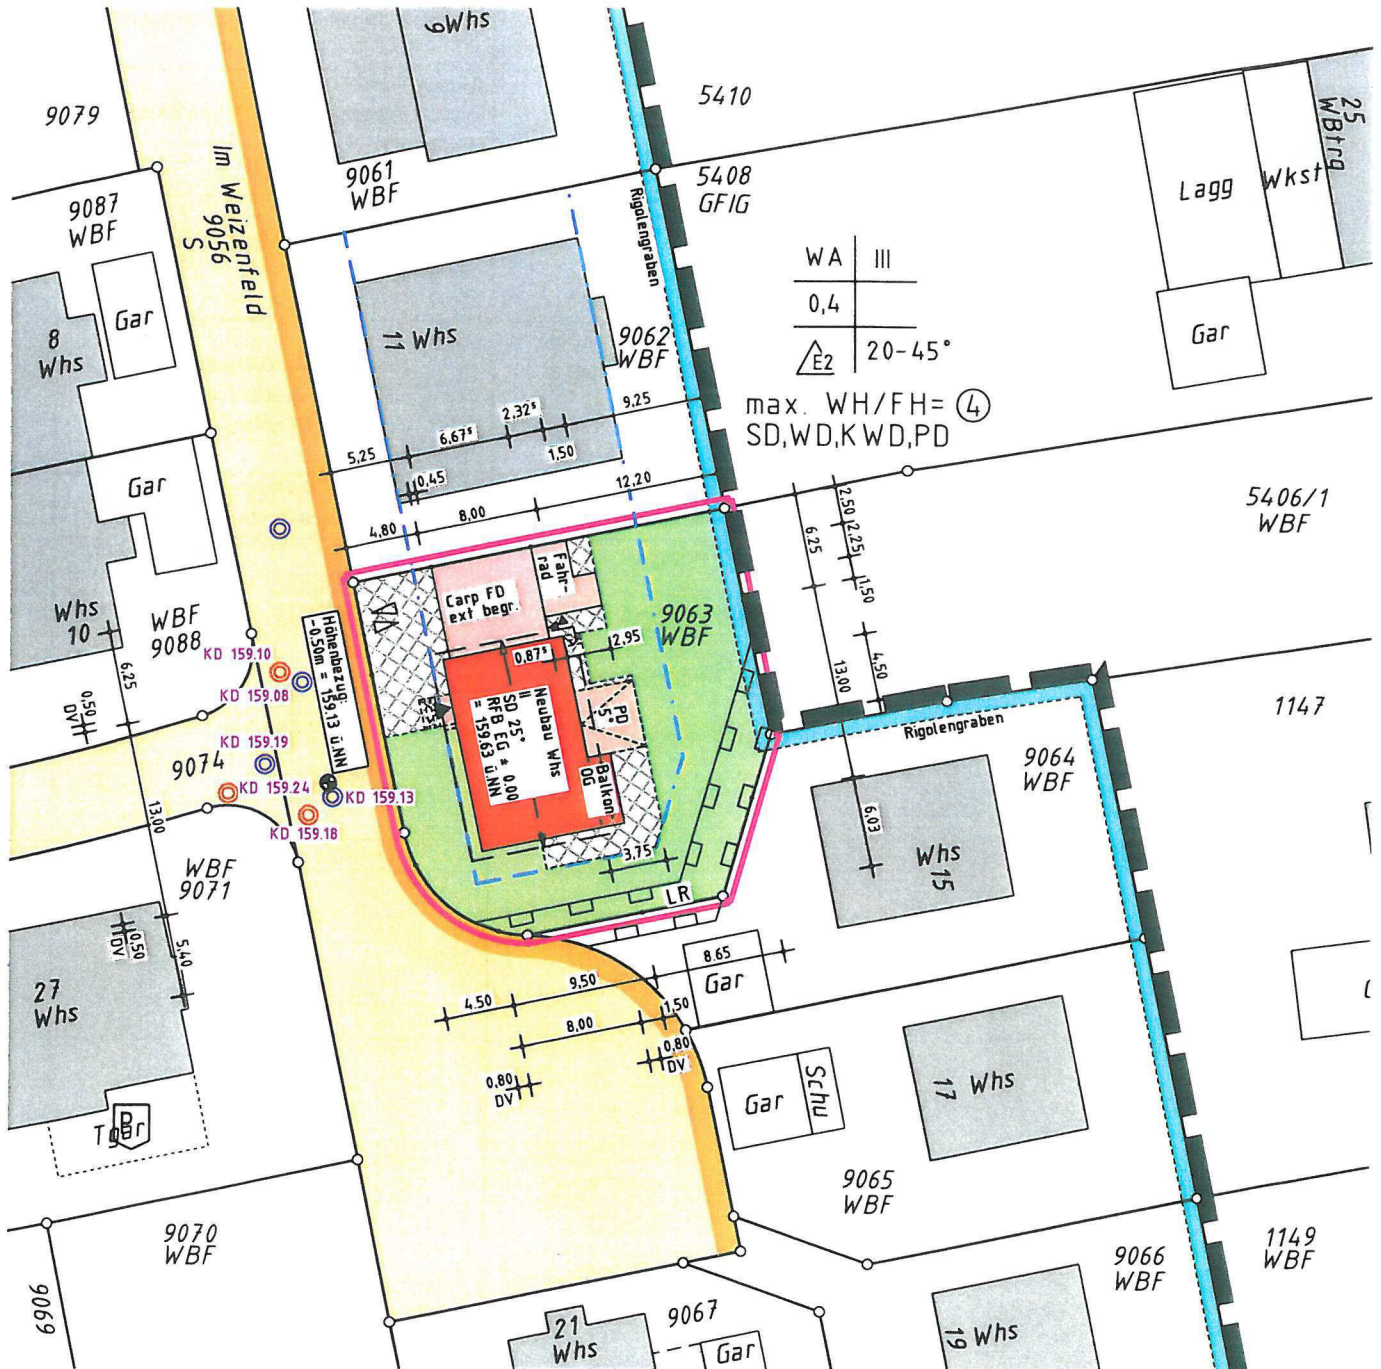 9 Whs
9079
5410
25
WBtrg
9061
WBF
5408
GFIG
Lagg
Wkst
9087
WBF
Im Weizenfeld
9056
S
Rigolengraben
WA III
0,4
E2 20-45°
max. WH/FH= 4
SD,WD,KWD,PD
Gar
Gar
8
Whs
11 Whs
9062
WBF
9,25
2,32⁵
6,67⁵
5,25
1,50
0,45
12,20
8,00
4,80
Gar
5406/1
WBF
2,50
2,25
6,25
1,50
4,50
13,00
Fahr-
rad
Carp FD
ext begr.
9063
WBF
Whs
10
WBF
9088
KD 159.10
KD 159.08
Höhenbezug:
-0.50m = 159,13 ü.NN
0,87⁵
2,95
Neubau Whs
II
SD 25°
RFB EG ± 0.00
= 159,63 ü.NN
PD
5°
Balkon
OG
6,25
0,50
DV
1147
Rigolengraben
9064
WBF
KD 159.19
9074
KD 159.24
KD 159.13
KD 159.18
13,00
6,03
WBF
9071
Whs
15
3,75
LR
0,50
DV
5,40
27
Whs
8.65
Gar
9,50
4.50
1,50
8,00
0,80
DV
0,80
DV
Gar
Schu
17 Whs
TGar
9065
WBF
9070
WBF
9066
WBF
1149
WBF
9069
9067
21
Whs
Gar
19 Whs